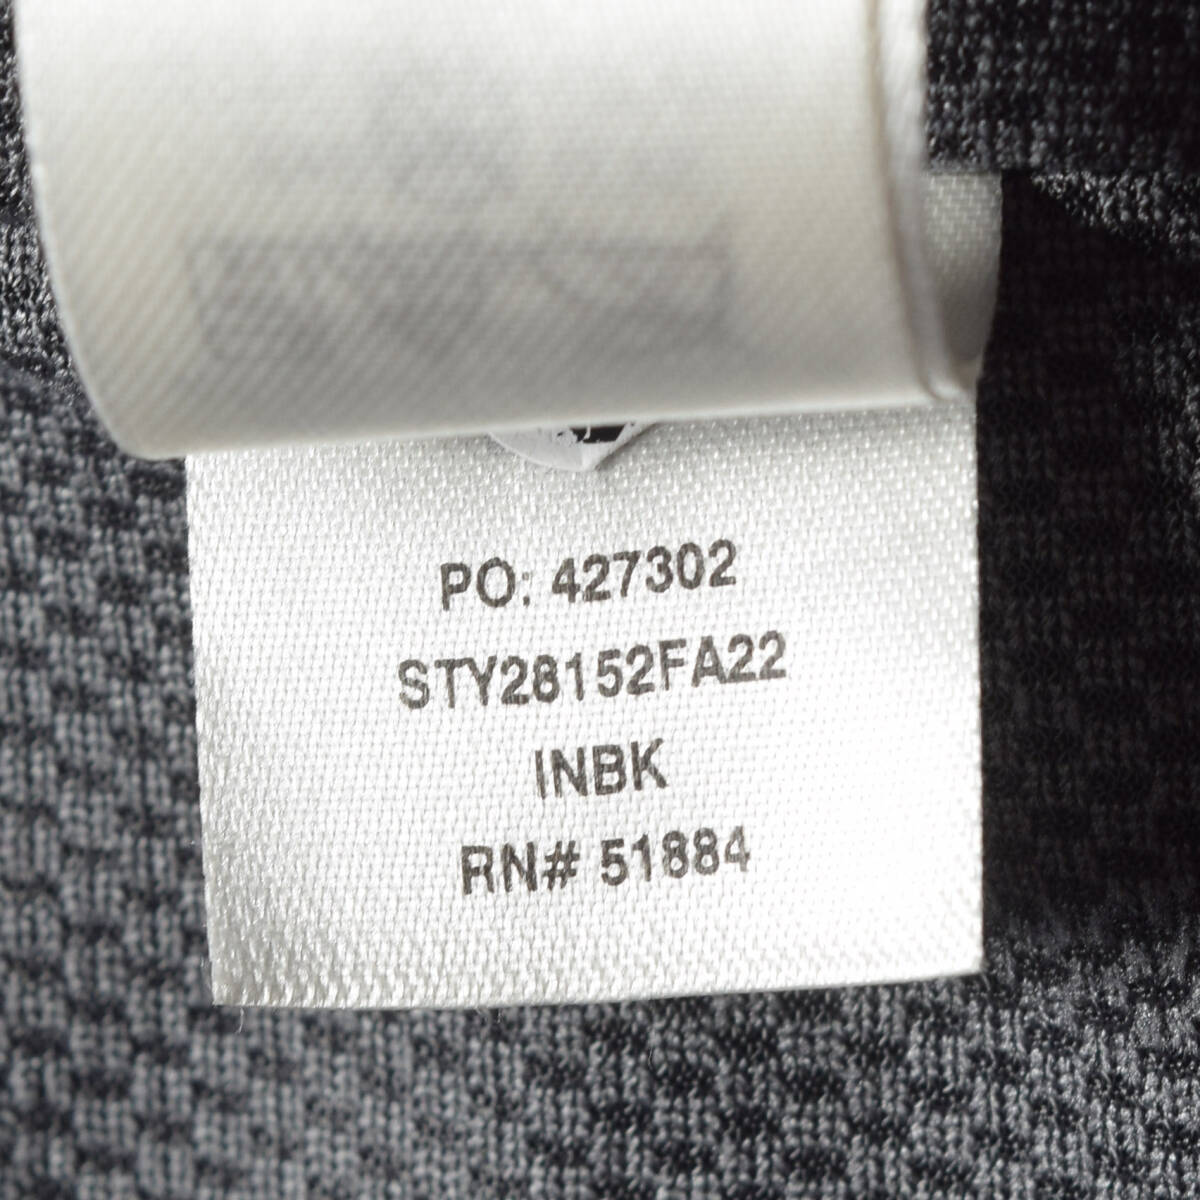 PO: 427302
STY28152FA22
INBK
RN# 51884